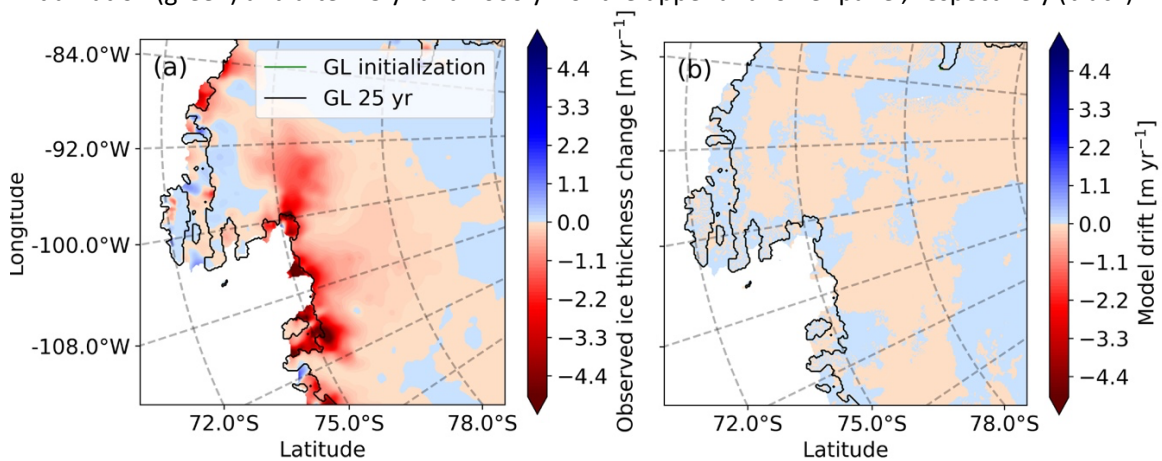 (a)
GL initialization
GL 25 yr
-84.0°W
-92.0°W
-100.0°W
-108.0°W
Longitude
72.0°S
75.0°S
78.0°S
Latitude
4.4
3.3
2.2
1.1
0.0
−1.1
−2.2
−3.3
−4.4
Observed ice thickness change [m yr⁻¹]
(b)
72.0°S
75.0°S
78.0°S
Latitude
4.4
3.3
2.2
1.1
0.0
−1.1
−2.2
−3.3
−4.4
Model drift [m yr⁻¹]